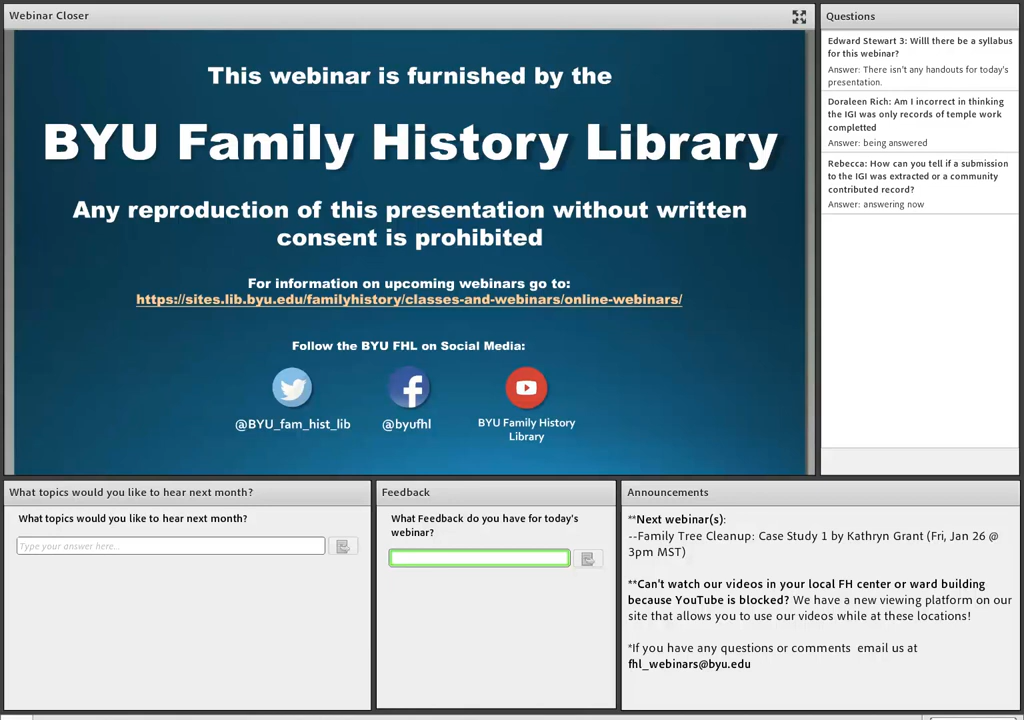 Webinar Closer
This webinar is furnished by the
BYU Family History Library
Any reproduction of this presentation without written
consent is prohibited
For information on upcoming webinars go to:
https://sites.lib.byu.edu/familyhistory/classes-and-webinars/online-webinars/
Follow the BYU FHL on Social Media:
@BYU_fam_hist_lib
@byufhl
BYU Family History
Library
Questions
Edward Stewart 3: Willl there be a syllabus
for this webinar?
Answer: There isn't any handouts for today's
presentation.
Doraleen Rich: Am I incorrect in thinking
the IGI was only records of temple work
completted
Answer: being answered
Rebecca: How can you tell if a submission
to the IGI was extracted or a community
contributed record?
Answer: answering now
What topics would you like to hear next month?
What topics would you like to hear next month?
Type your answer here...
Feedback
What Feedback do you have for today's
webinar?
Announcements
**Next webinar(s):
--Family Tree Cleanup: Case Study 1 by Kathryn Grant (Fri, Jan 26 @
3pm MST)
**Can't watch our videos in your local FH center or ward building
because YouTube is blocked? We have a new viewing platform on our
site that allows you to use our videos while at these locations!
*If you have any questions or comments email us at
fhl_webinars@byu.edu